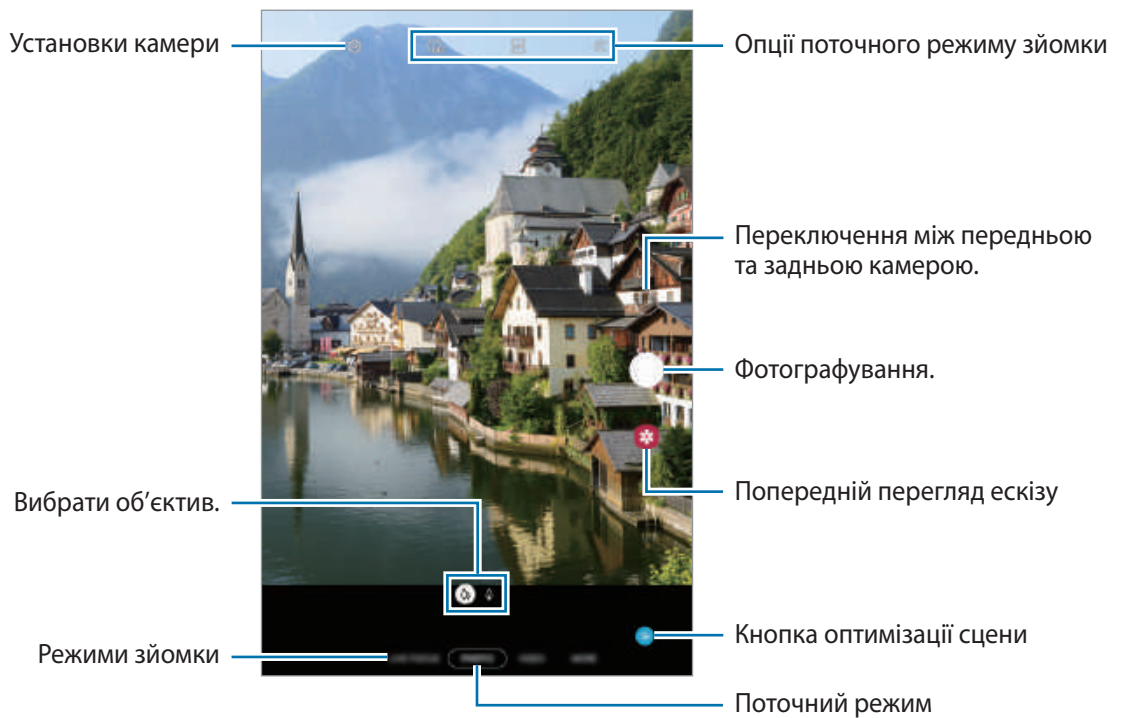 Установки камери
Опції поточного режиму зйомки
Переключення між передньою
та задньою камерою.
Фотографування.
Вибрати об’єктив.
Попередній перегляд ескізу
Кнопка оптимізації сцени
Режими зйомки
Поточний режим